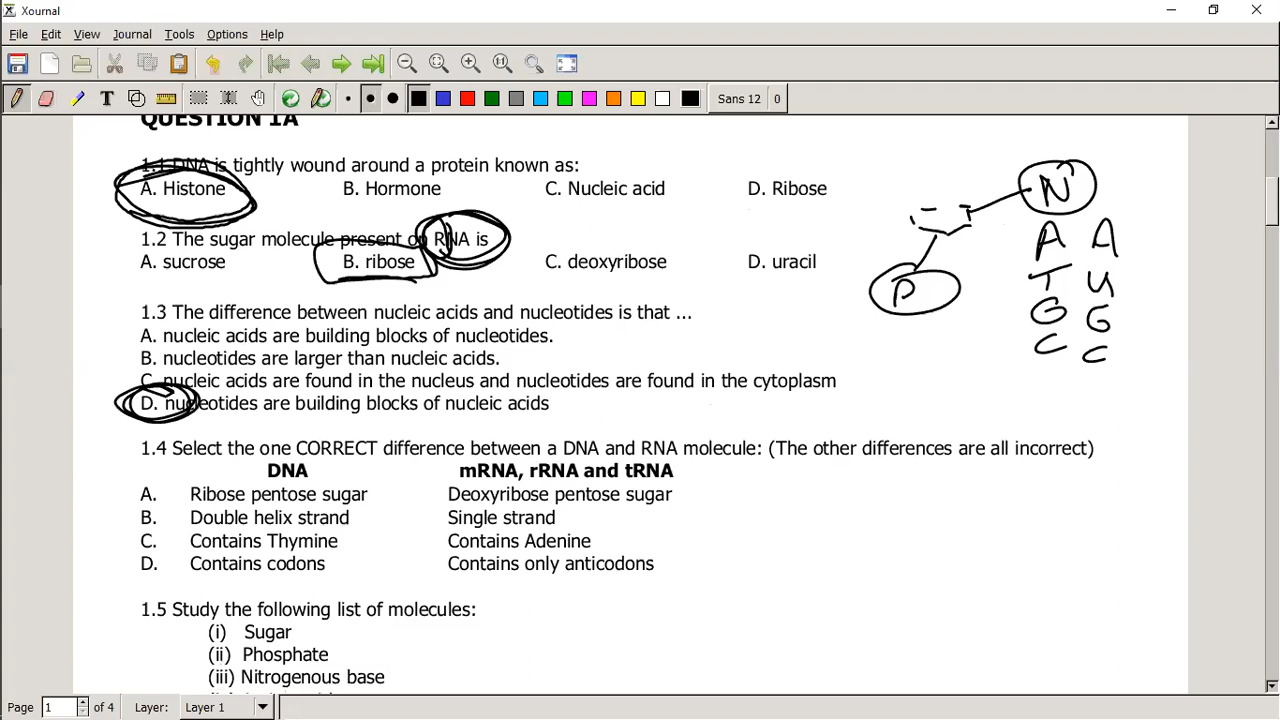 Xournal
File Edit View Journal Tools Options Help
Sans 12 0
QUESTION 1A
1.1 DNA is tightly wound around a protein known as:
A. Histone B. Hormone C. Nucleic acid D. Ribose
1.2 The sugar molecule present on RNA is
A. sucrose B. ribose C. deoxyribose D. uracil
1.3 The difference between nucleic acids and nucleotides is that ...
A. nucleic acids are building blocks of nucleotides.
B. nucleotides are larger than nucleic acids.
C. nucleic acids are found in the nucleus and nucleotides are found in the cytoplasm
D. nucleotides are building blocks of nucleic acids
N
P
A A
T U
G G
C C
1.4 Select the one CORRECT difference between a DNA and RNA molecule: (The other differences are all incorrect)
DNA mRNA, rRNA and tRNA
A. Ribose pentose sugar Deoxyribose pentose sugar
B. Double helix strand Single strand
C. Contains Thymine Contains Adenine
D. Contains codons Contains only anticodons
1.5 Study the following list of molecules:
(i) Sugar
(ii) Phosphate
(iii) Nitrogenous base
Page 1 of 4 Layer: Layer 1